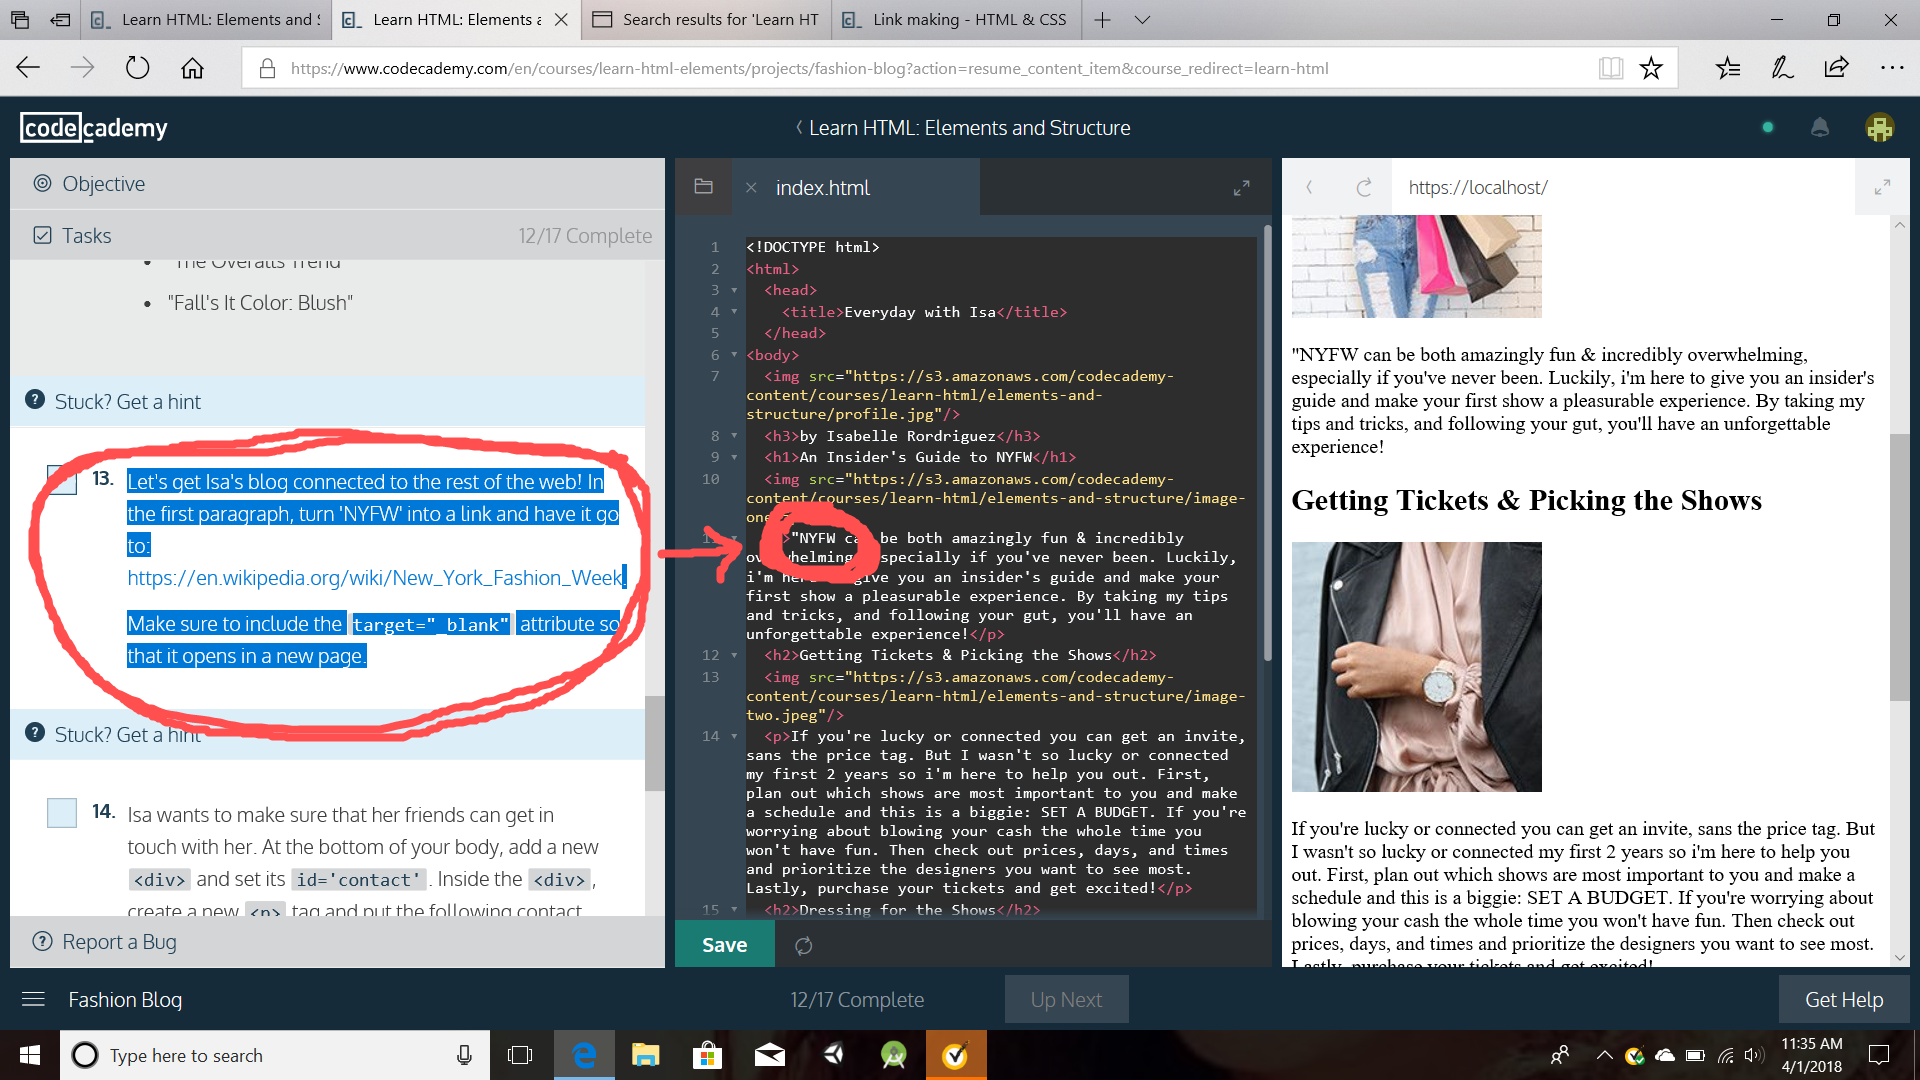 Learn HTML: Elements and S
Learn HTML: Elements a
Search results for 'Learn HT
Link making - HTML & CSS
https://www.codecademy.com/en/courses/learn-html-elements/projects/fashion-blog?action=resume_content_item&course_redirect=learn-html
codecademy
Learn HTML: Elements and Structure
Objective
Tasks
12/17 Complete
"The Overalls Trend"
"Fall's It Color: Blush"
Stuck? Get a hint
13. Let's get Isa's blog connected to the rest of the web! In
the first paragraph, turn 'NYFW' into a link and have it go
to:
https://en.wikipedia.org/wiki/New_York_Fashion_Week.
Make sure to include the target="_blank" attribute so
that it opens in a new page.
Stuck? Get a hint
14. Isa wants to make sure that her friends can get in
touch with her. At the bottom of your body, add a new
<div> and set its id='contact'. Inside the <div>,
create a new <p> tag and put the following contact
Report a Bug
index.html
1 <!DOCTYPE html>
2 <html>
3 <head>
4 <title>Everyday with Isa</title>
5 </head>
6 <body>
7 <img src="https://s3.amazonaws.com/codecademy-
content/courses/learn-html/elements-and-
structure/profile.jpg"/>
8 <h3>by Isabelle Rordriguez</h3>
9 <h1>An Insider's Guide to NYFW</h1>
10 <img src="https://s3.amazonaws.com/codecademy-
content/courses/learn-html/elements-and-structure/image-
one
"NYFW can be both amazingly fun & incredibly
overwhelming, especially if you've never been. Luckily,
i'm here to give you an insider's guide and make your
first show a pleasurable experience. By taking my tips
and tricks, and following your gut, you'll have an
unforgettable experience!</p>
12 <h2>Getting Tickets & Picking the Shows</h2>
13 <img src="https://s3.amazonaws.com/codecademy-
content/courses/learn-html/elements-and-structure/image-
two.jpeg"/>
14 <p>If you're lucky or connected you can get an invite,
sans the price tag. But I wasn't so lucky or connected
my first 2 years so i'm here to help you out. First,
plan out which shows are most important to you and make
a schedule and this is a biggie: SET A BUDGET. If you're
worrying about blowing your cash the whole time you
won't have fun. Then check out prices, days, and times
and prioritize the designers you want to see most.
Lastly, purchase your tickets and get excited!</p>
15 <h2>Dressing for the Shows</h2>
Save
https://localhost/
"NYFW can be both amazingly fun & incredibly overwhelming,
especially if you've never been. Luckily, i'm here to give you an insider's
guide and make your first show a pleasurable experience. By taking my
tips and tricks, and following your gut, you'll have an unforgettable
experience!
Getting Tickets & Picking the Shows
If you're lucky or connected you can get an invite, sans the price tag. But
I wasn't so lucky or connected my first 2 years so i'm here to help you
out. First, plan out which shows are most important to you and make a
schedule and this is a biggie: SET A BUDGET. If you're worrying about
blowing your cash the whole time you won't have fun. Then check out
prices, days, and times and prioritize the designers you want to see most.
Lastly, purchase your tickets and get excited!
Fashion Blog
12/17 Complete
Up Next
Get Help
Type here to search
11:35 AM
4/1/2018